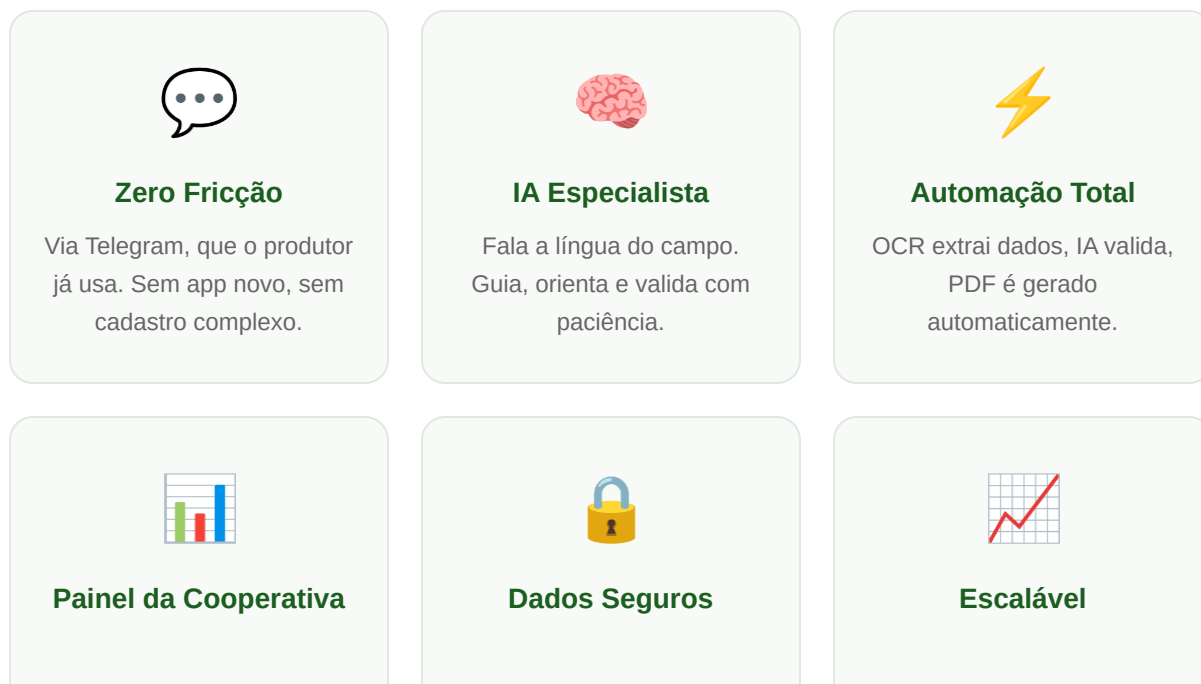 Zero Fricção
Via Telegram, que o produtor
já usa. Sem app novo, sem
cadastro complexo.
IA Especialista
Fala a língua do campo.
Guia, orienta e valida com
paciência.
Automação Total
OCR extrai dados, IA valida,
PDF é gerado
automaticamente.
Painel da Cooperativa
Dados Seguros
Escalável